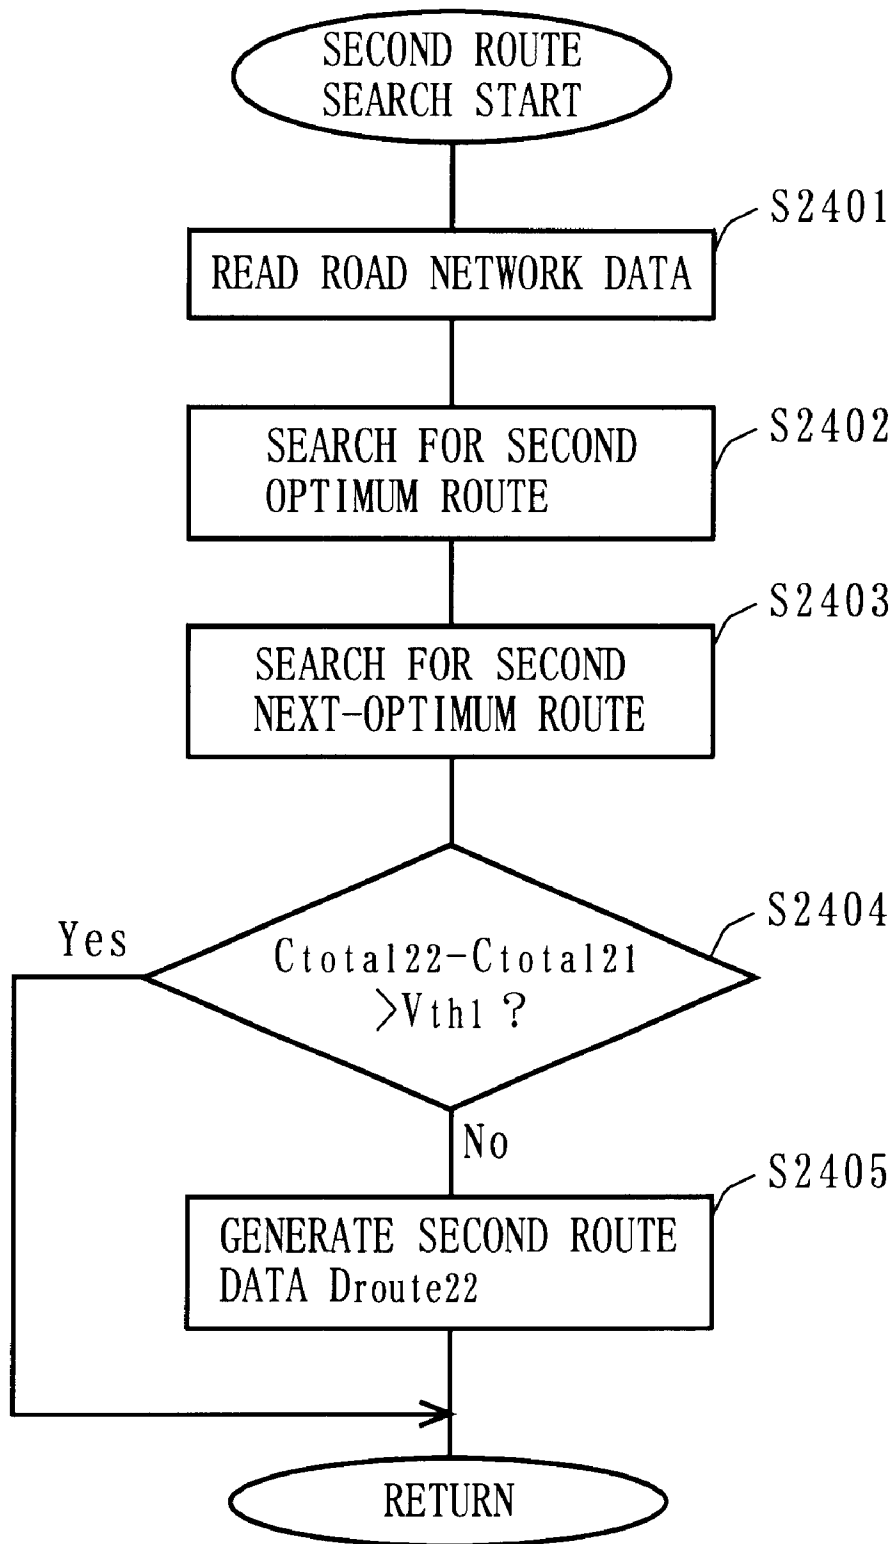 SECOND ROUTE
SEARCH START
S2401
READ ROAD NETWORK DATA
S2402
SEARCH FOR SECOND
OPTIMUM ROUTE
S2403
SEARCH FOR SECOND
NEXT-OPTIMUM ROUTE
S2404
Yes
Ctotal22-Ctotal21
>Vth1 ?
No
S2405
GENERATE SECOND ROUTE
DATA Droute22
RETURN